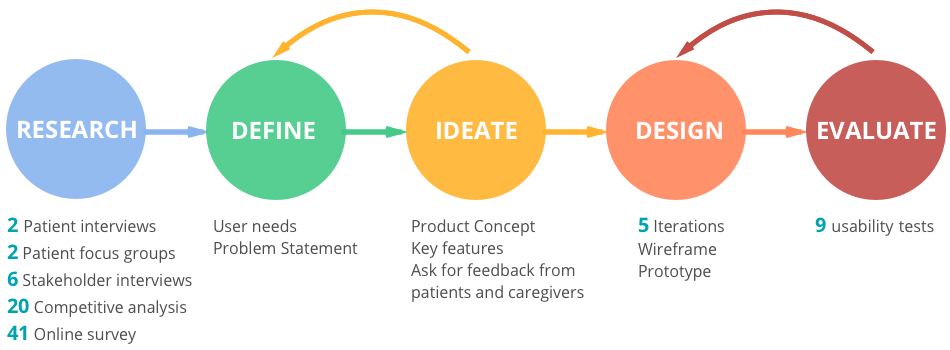 RESEARCH
DEFINE
IDEATE
DESIGN
EVALUATE
2 Patient interviews
2 Patient focus groups
6 Stakeholder interviews
20 Competitive analysis
41 Online survey
User needs
Problem Statement
Product Concept
Key features
Ask for feedback from
patients and caregivers
5 Iterations
Wireframe
Prototype
9 usability tests